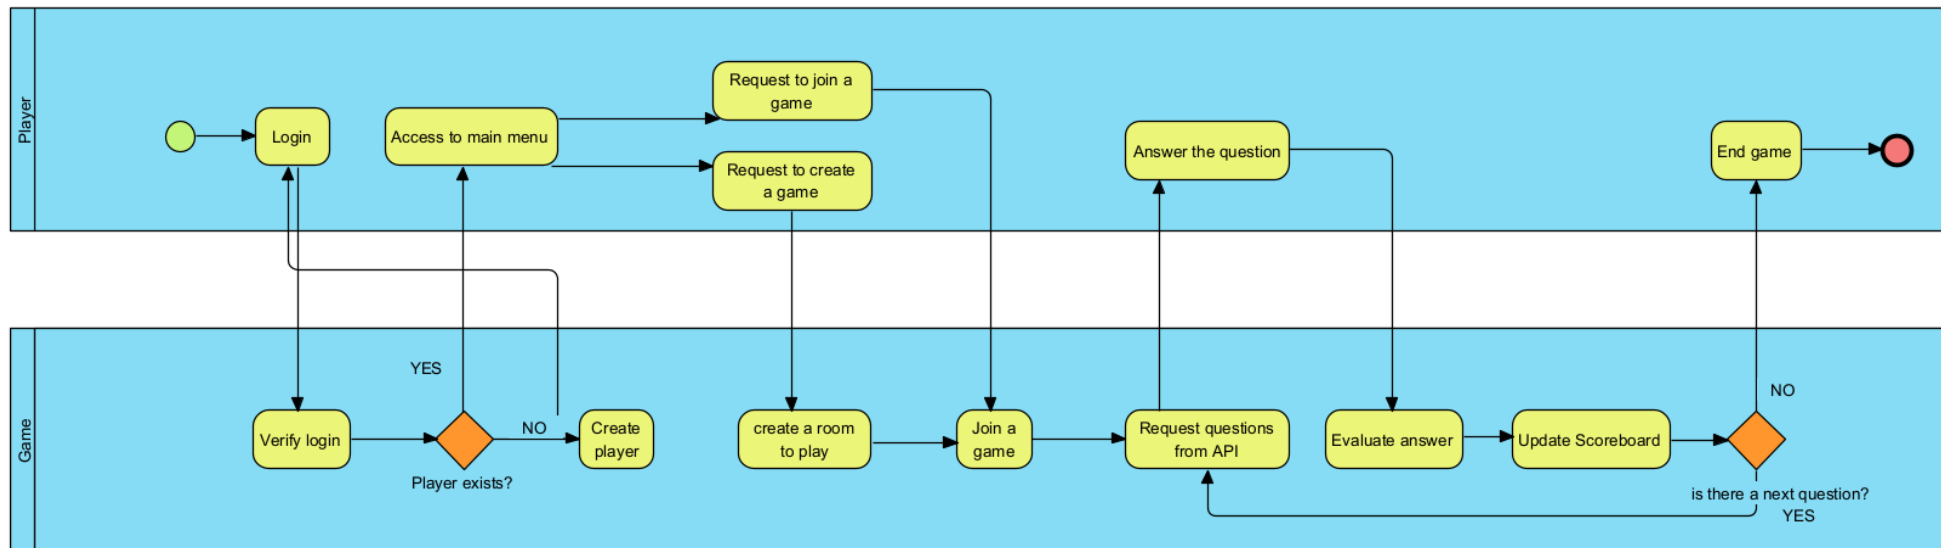 Player
Login
Access to main menu
Request to join a
game
Request to create
a game
Answer the question
End game
Game
YES
Verify login
NO
Player exists?
Create
player
create a room
to play
Join a
game
Request questions
from API
Evaluate answer
Update Scoreboard
NO
is there a next question?
YES